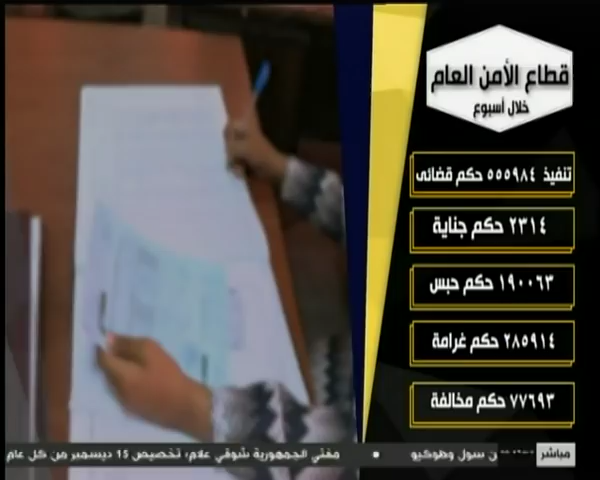 قطاع الأمن العام
خلال أسبوع
تنفيذ ٥٥٥٩٨٤ حكم قضائى
٢٣١٤ حكم جناية
١٩٠٠٦٣ حكم حبس
٢٨٥٩١٤ حكم غرامة
٧٧٦٩٣ حكم مخالفة
مباشر
ن سول وطوكيو • مفتي الجمهورية شوقي علام: تخصيص 15 ديسمبر من كل عام